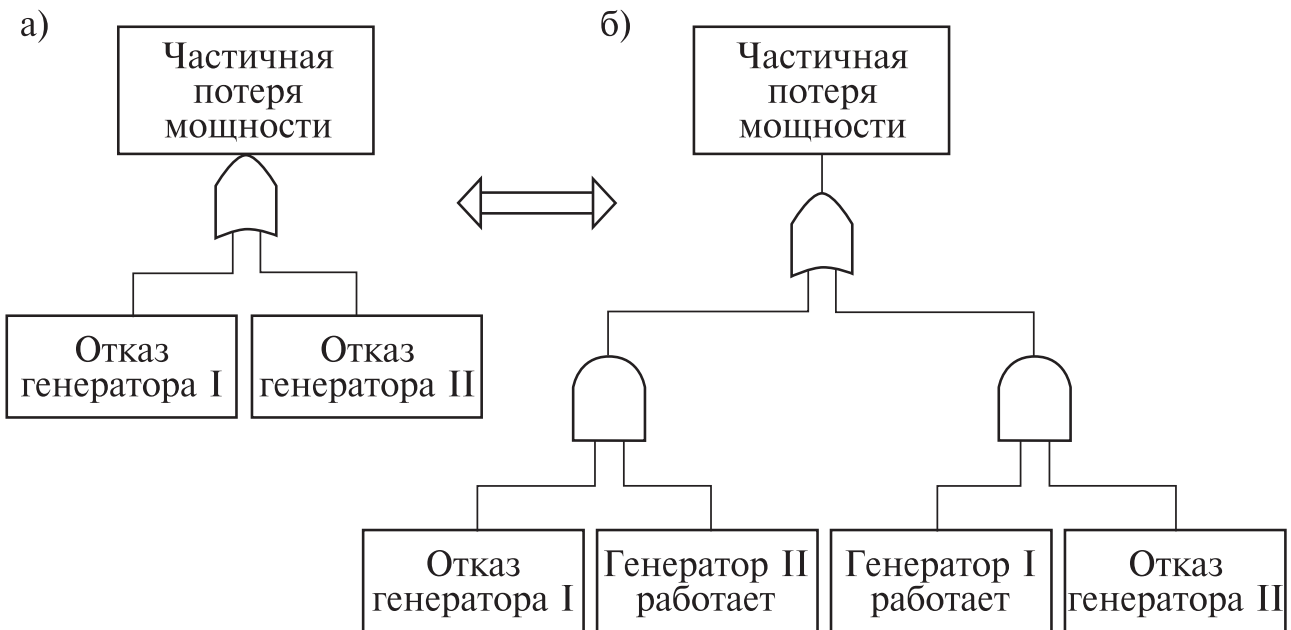 а)
Частичная
потеря
мощности
Отказ
генератора I
Отказ
генератора II
б)
Частичная
потеря
мощности
Отказ
генератора I
Генератор II
работает
Генератор I
работает
Отказ
генератора II